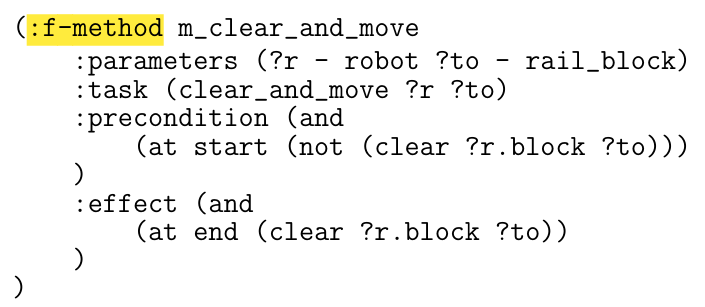 (:f-method m_clear_and_move
    :parameters (?r - robot ?to - rail_block)
    :task (clear_and_move ?r ?to)
    :precondition (and
        (at start (not (clear ?r.block ?to)))
    )
    :effect (and
        (at end (clear ?r.block ?to))
    )
)